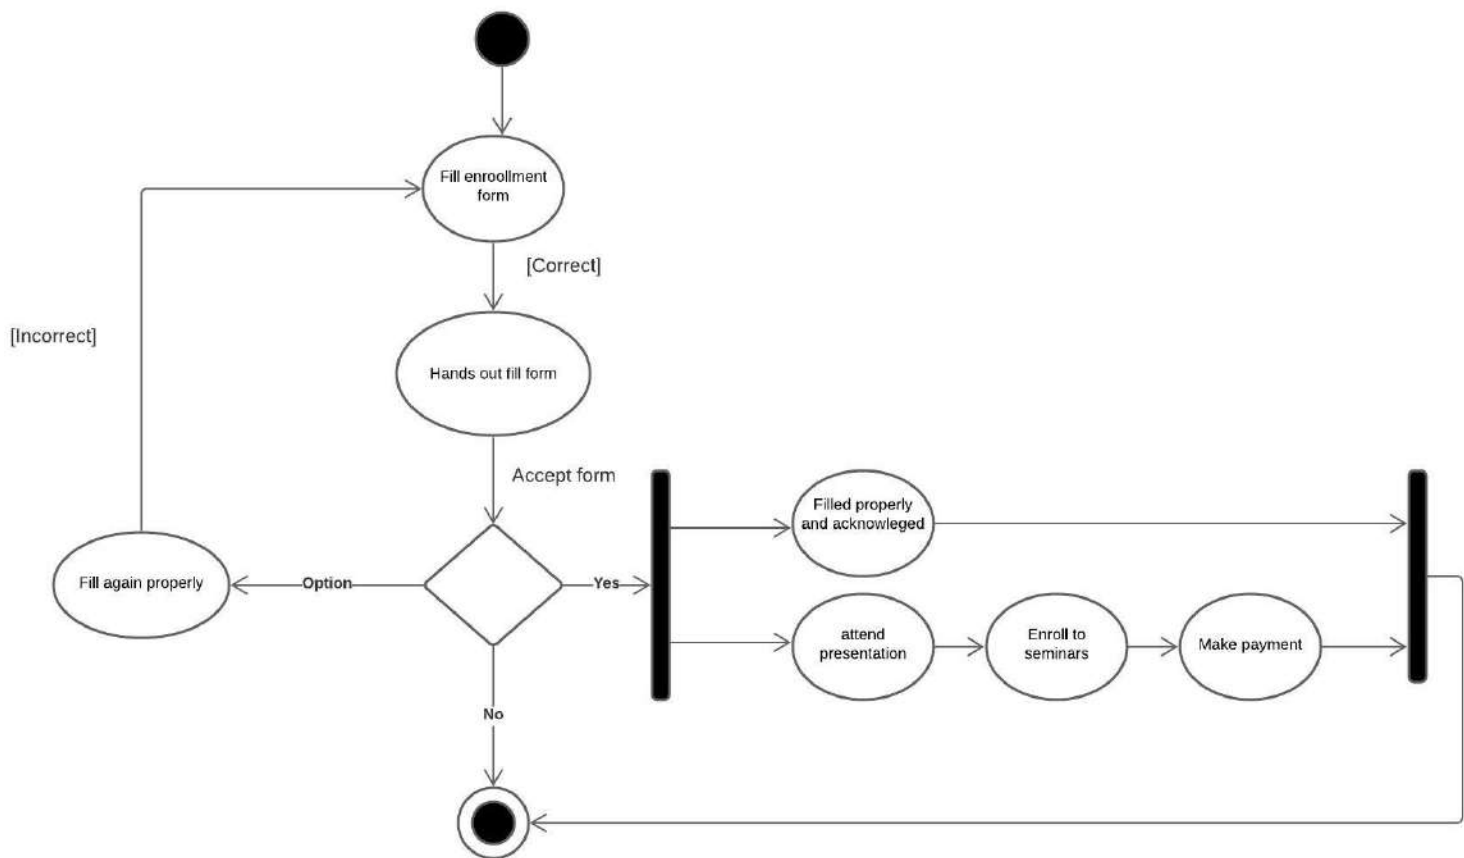 Fill enroollment
form
[Correct]
[Incorrect]
Hands out fill form
Accept form
Filled properly
and acknowleged
Fill again properly
Option
Yes
attend
presentation
Enroll to
seminars
Make payment
No